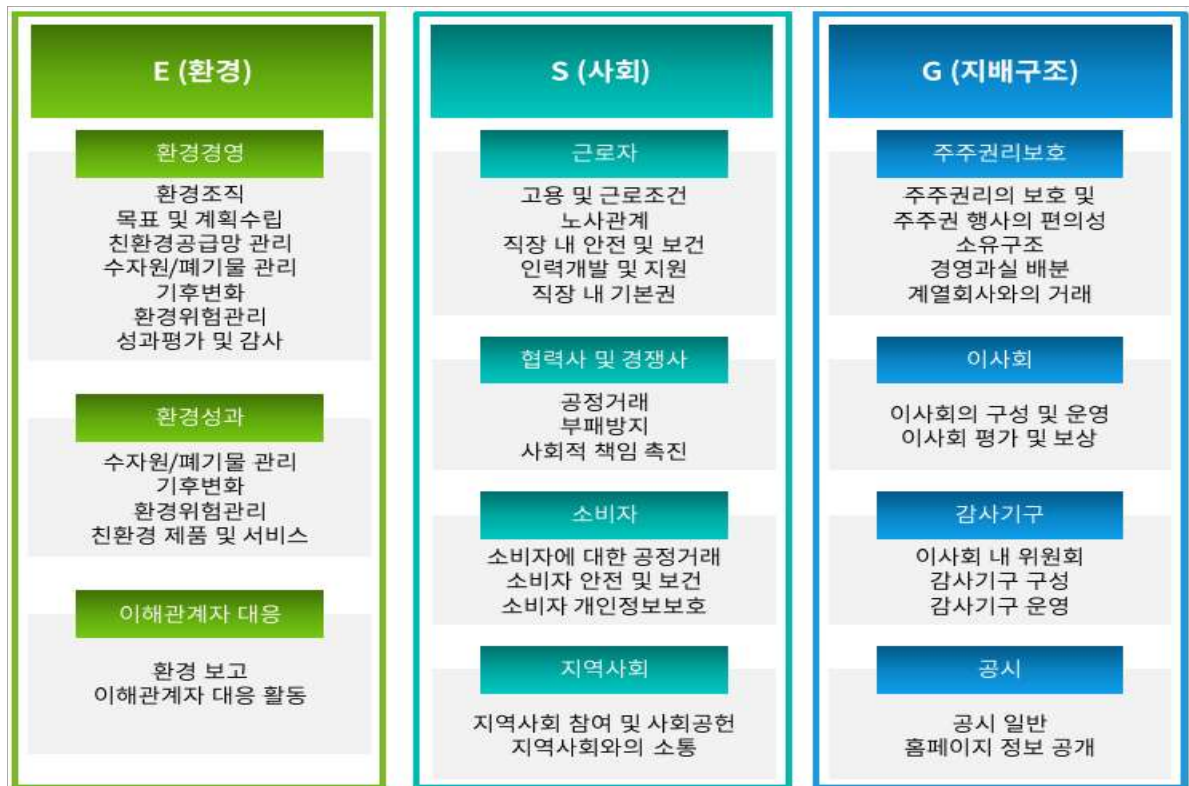 E (환경)
환경경영
환경조직
목표 및 계획수립
친환경공급망 관리
수자원/폐기물 관리
기후변화
환경위험관리
성과평가 및 감사
환경성과
수자원/폐기물 관리
기후변화
환경위험관리
친환경 제품 및 서비스
이해관계자 대응
환경 보고
이해관계자 대응 활동
S (사회)
근로자
고용 및 근로조건
노사관계
직장 내 안전 및 보건
인력개발 및 지원
직장 내 기본권
협력사 및 경쟁사
공정거래
부패방지
사회적 책임 촉진
소비자
소비자에 대한 공정거래
소비자 안전 및 보건
소비자 개인정보보호
지역사회
지역사회 참여 및 사회공헌
지역사회와의 소통
G (지배구조)
주주권리보호
주주권리의 보호 및
주주권 행사의 편의성
소유구조
경영과실 배분
계열회사와의 거래
이사회
이사회의 구성 및 운영
이사회 평가 및 보상
감사기구
이사회 내 위원회
감사기구 구성
감사기구 운영
공시
공시 일반
홈페이지 정보 공개